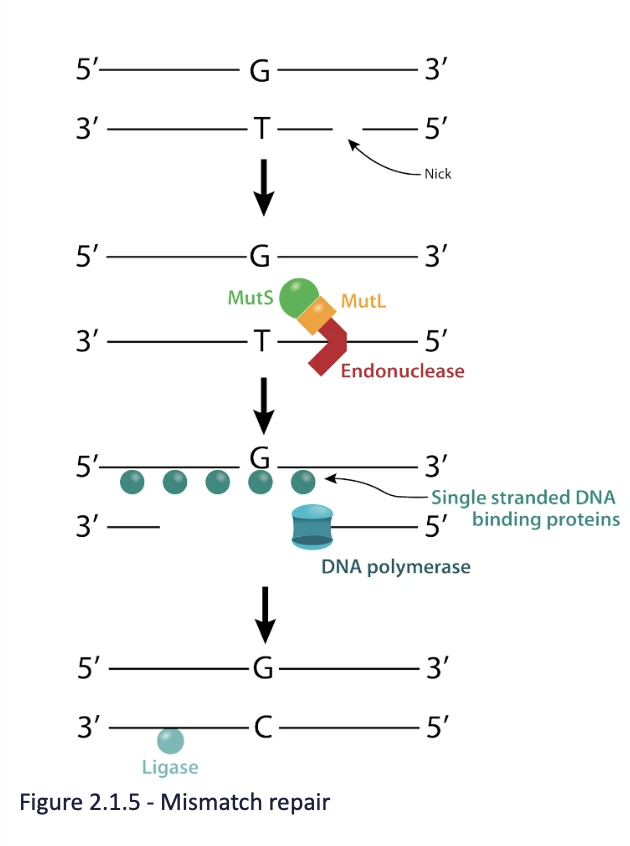 5′ G 3′
3′ T 5′
Nick
5′ G 3′
MutS MutL
3′ T 5′
Endonuclease
5′ G 3′
Single stranded DNA
binding proteins
3′ 5′
DNA polymerase
5′ G 3′
3′ C 5′
Ligase
Figure 2.1.5 - Mismatch repair